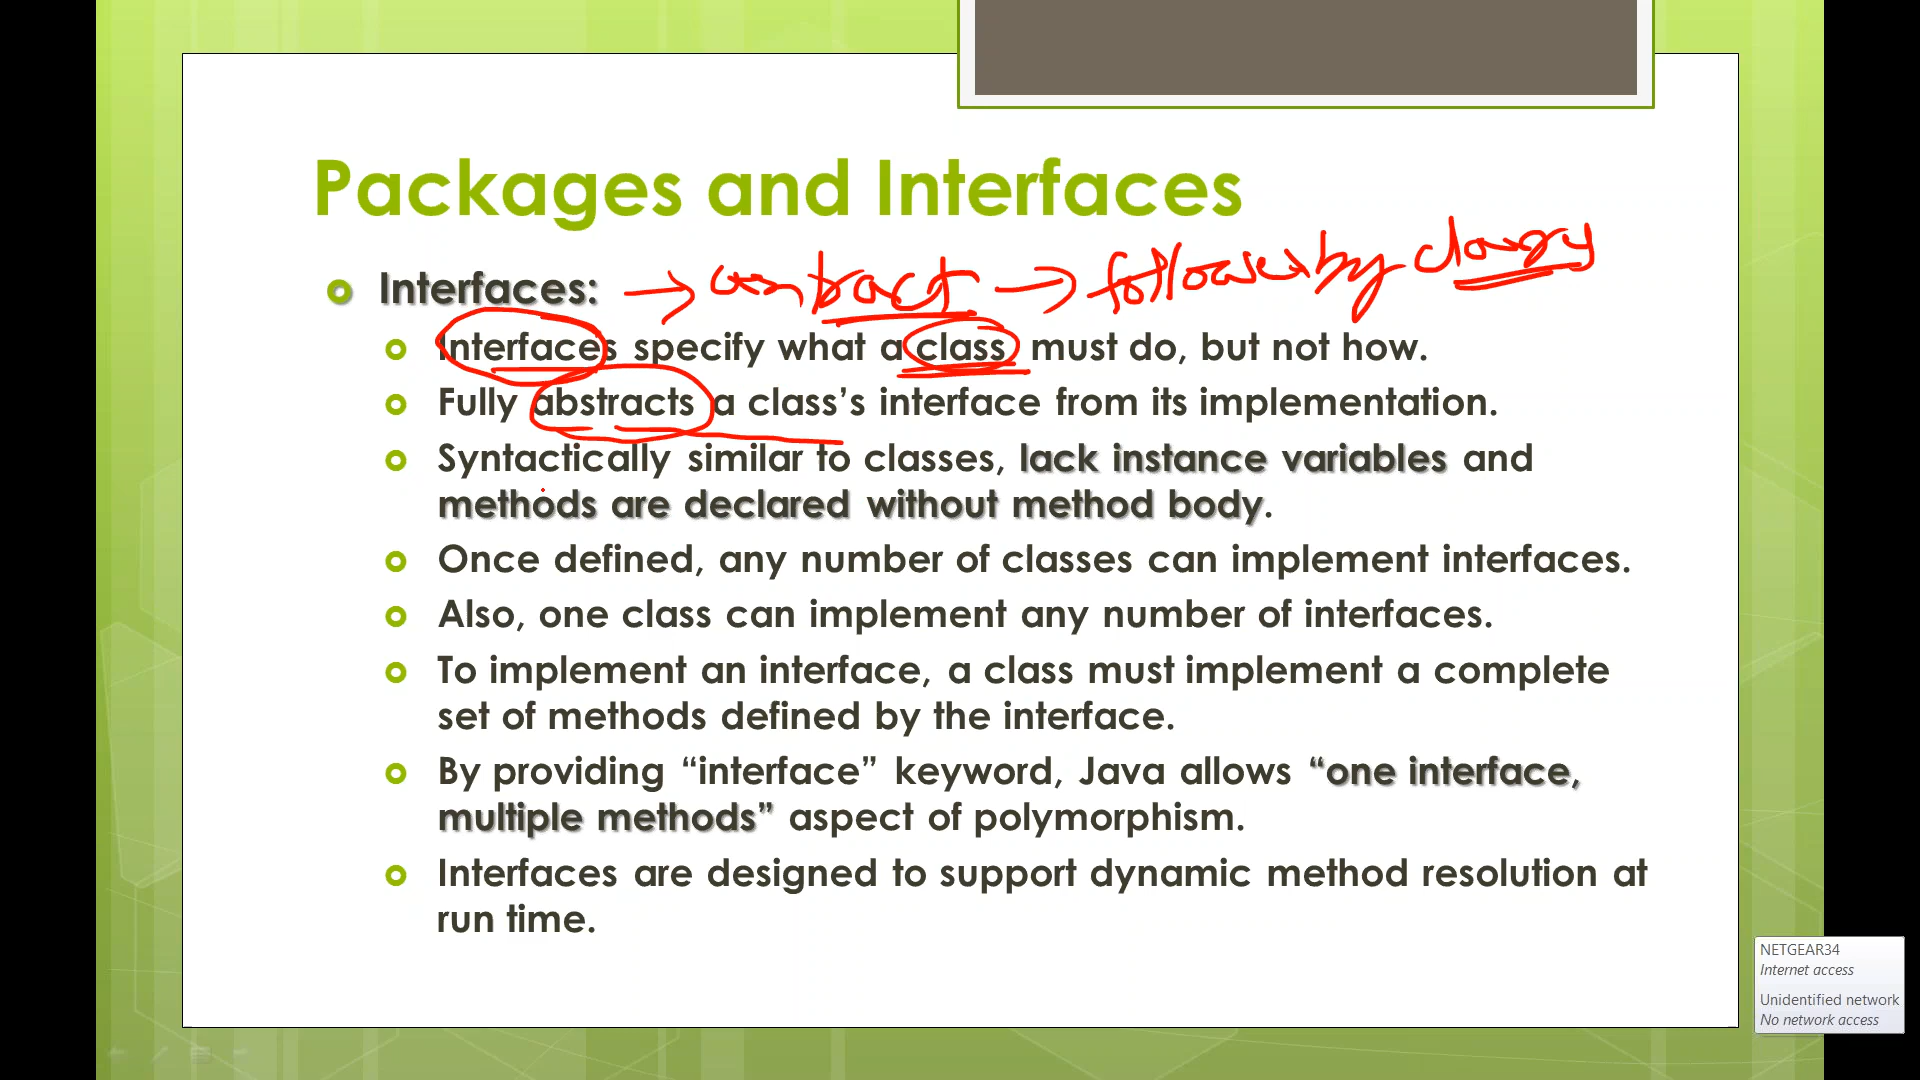 Packages and Interfaces
Interfaces: → contract → followed by
Interfaces specify what a class must do, but not how.
Fully abstracts a class’s interface from its implementation.
Syntactically similar to classes, lack instance variables and
methods are declared without method body.
Once defined, any number of classes can implement interfaces.
Also, one class can implement any number of interfaces.
To implement an interface, a class must implement a complete
set of methods defined by the interface.
By providing “interface” keyword, Java allows “one interface,
multiple methods” aspect of polymorphism.
Interfaces are designed to support dynamic method resolution at
run time.
NETGEAR34
Internet access
Unidentified network
No network access